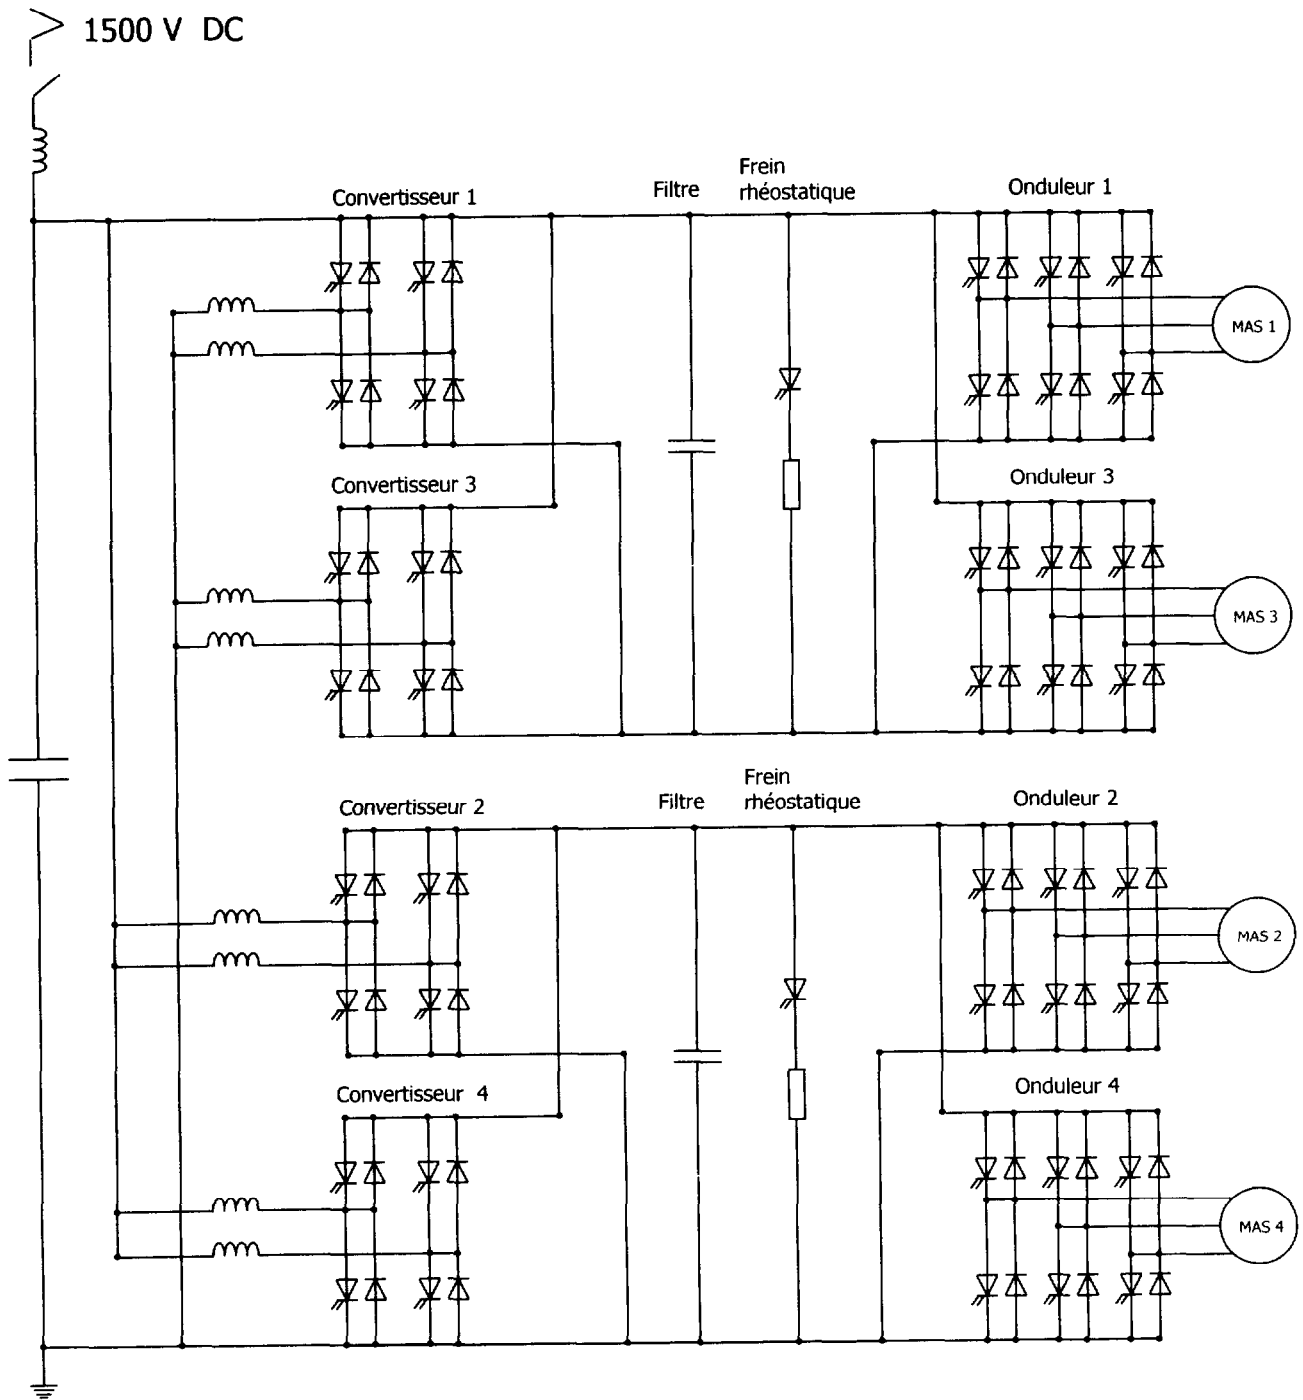 1500 V DC
Convertisseur 1
Filtre
Frein
rhéostatique
Onduleur 1
MAS 1
Convertisseur 3
Onduleur 3
MAS 3
Convertisseur 2
Filtre
Frein
rhéostatique
Onduleur 2
MAS 2
Convertisseur 4
Onduleur 4
MAS 4